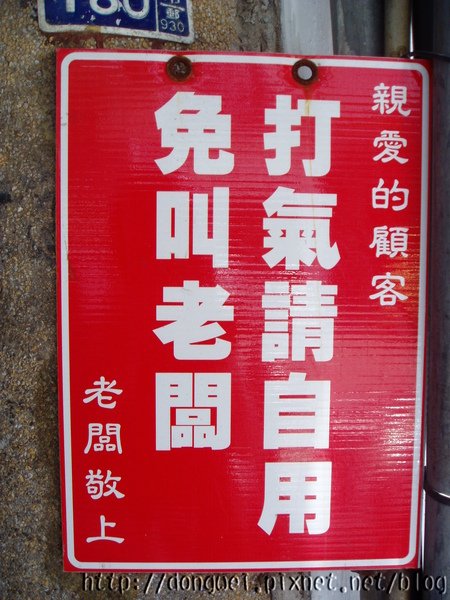 180
930
親愛的顧客
打氣請自用
免叫老闆
老闆敬上
http://dongwei.pixnet.net/blog